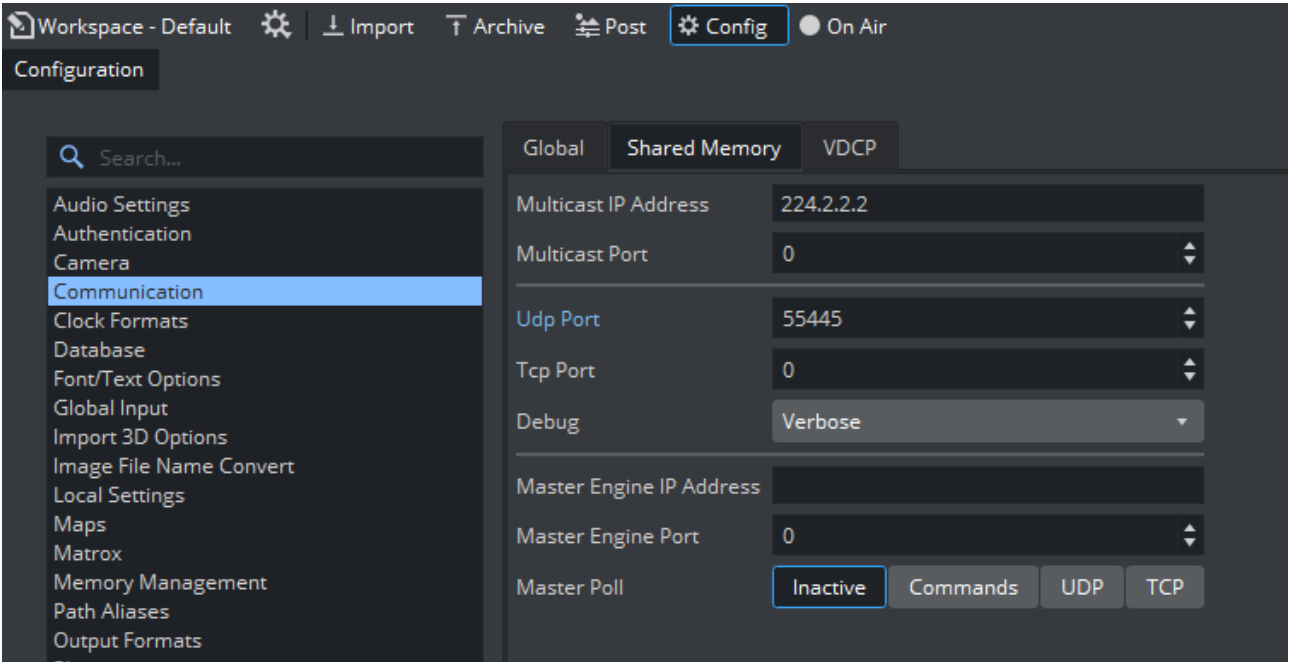 Workspace - Default Import Archive Post Config On Air
Configuration
Search...
Audio Settings
Authentication
Camera
Communication
Clock Formats
Database
Font/Text Options
Global Input
Import 3D Options
Image File Name Convert
Local Settings
Maps
Matrox
Memory Management
Path Aliases
Output Formats
Global Shared Memory VDCP
Multicast IP Address 224.2.2.2
Multicast Port 0
Udp Port 55445
Tcp Port 0
Debug Verbose
Master Engine IP Address
Master Engine Port 0
Master Poll Inactive Commands UDP TCP